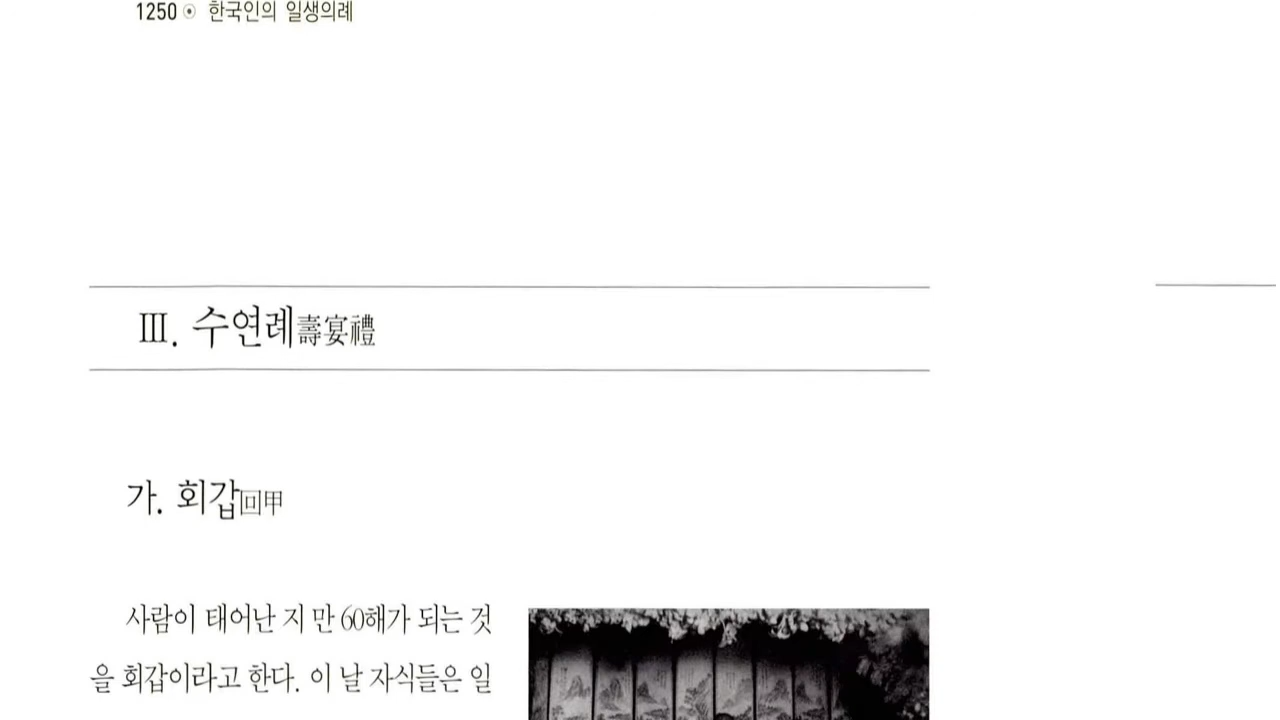 1250 ⊙ 한국인의 일생의례
Ⅲ. 수연례壽宴禮
가. 회갑回甲
사람이 태어난 지 만 60해가 되는 것
을 회갑이라고 한다. 이 날 자식들은 일